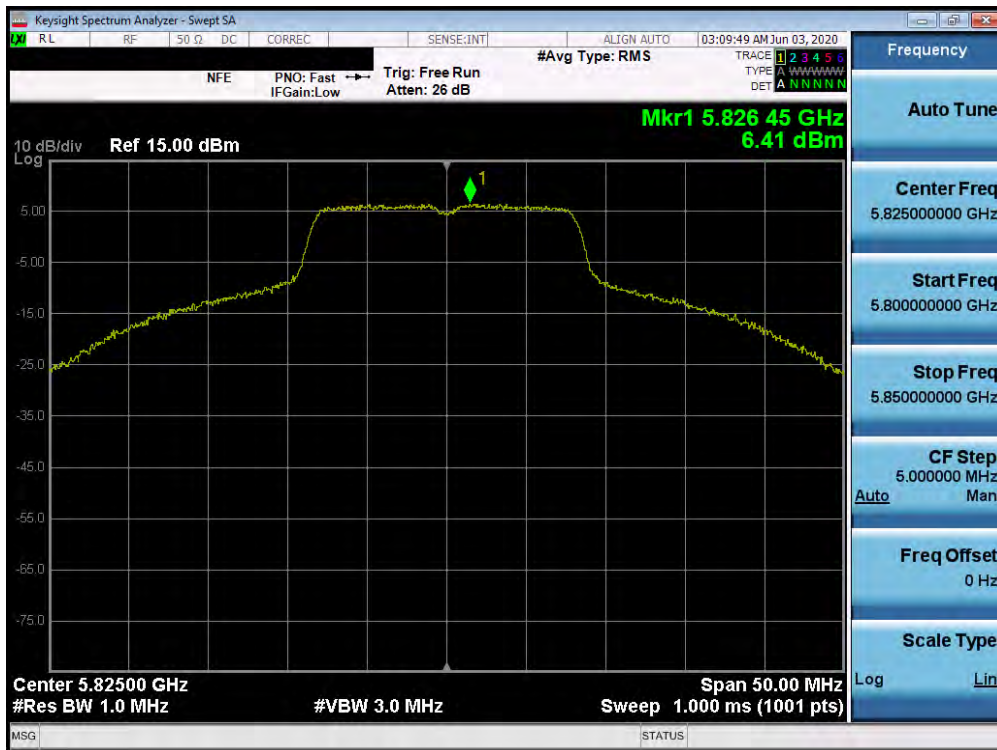 Keysight Spectrum Analyzer - Swept SA
LXI RL RF 50 Ω DC CORREC SENSE:INT ALIGN AUTO 03:09:49 AM Jun 03, 2020
#Avg Type: RMS TRACE 1 2 3 4 5 6
NFE PNO: Fast Trig: Free Run TYPE A WWWWW
IFGain:Low Atten: 26 dB DET A N N N N N
Mkr1 5.826 45 GHz
6.41 dBm
10 dB/div Ref 15.00 dBm
Log
1
5.00
-5.00
-15.0
-25.0
-35.0
-45.0
-55.0
-65.0
-75.0
Center 5.82500 GHz Span 50.00 MHz
#Res BW 1.0 MHz #VBW 3.0 MHz Sweep 1.000 ms (1001 pts)
MSG STATUS
Frequency
Auto Tune
Center Freq
5.825000000 GHz
Start Freq
5.800000000 GHz
Stop Freq
5.850000000 GHz
CF Step
5.000000 MHz
Auto Man
Freq Offset
0 Hz
Scale Type
Log Lin